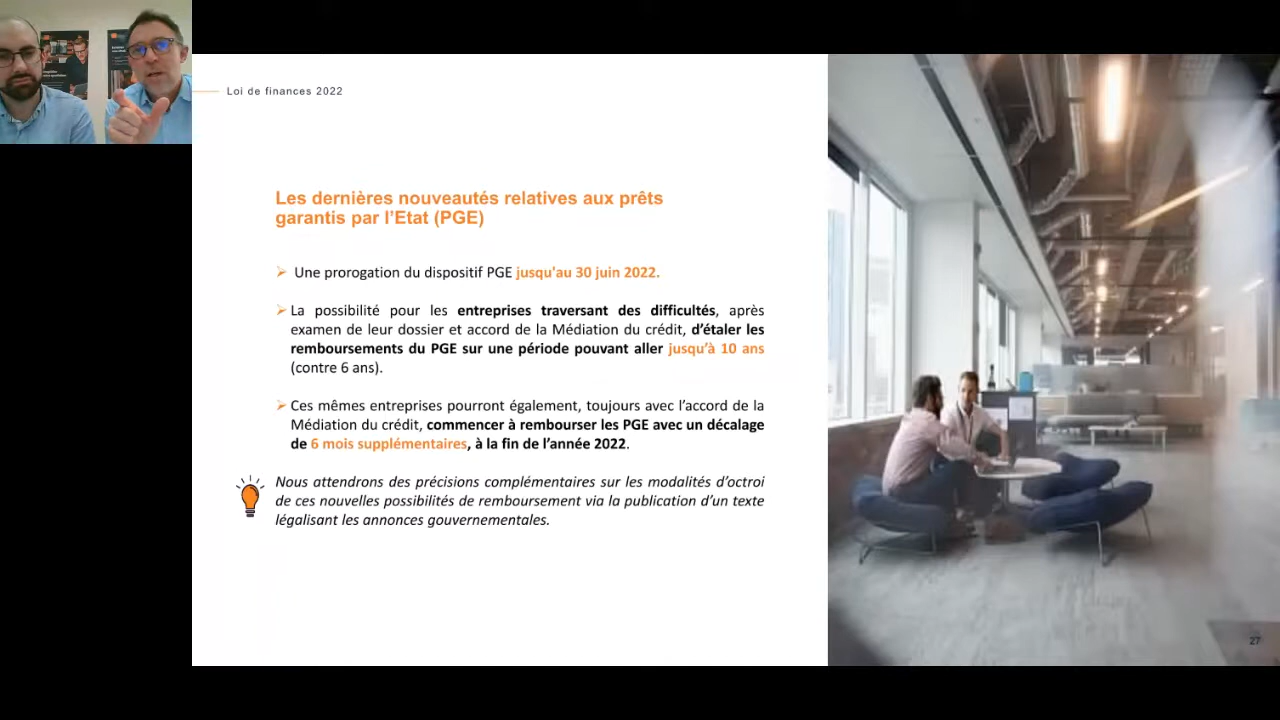 Loi de finances 2022
Les dernières nouveautés relatives aux prêts
garantis par l'Etat (PGE)
➢ Une prorogation du dispositif PGE jusqu'au 30 juin 2022.
➢ La possibilité pour les entreprises traversant des difficultés, après
examen de leur dossier et accord de la Médiation du crédit, d'étaler les
remboursements du PGE sur une période pouvant aller jusqu'à 10 ans
(contre 6 ans).
➢ Ces mêmes entreprises pourront également, toujours avec l'accord de la
Médiation du crédit, commencer à rembourser les PGE avec un décalage
de 6 mois supplémentaires, à la fin de l'année 2022.
Nous attendrons des précisions complémentaires sur les modalités d'octroi
de ces nouvelles possibilités de remboursement via la publication d'un texte
légalisant les annonces gouvernementales.
27